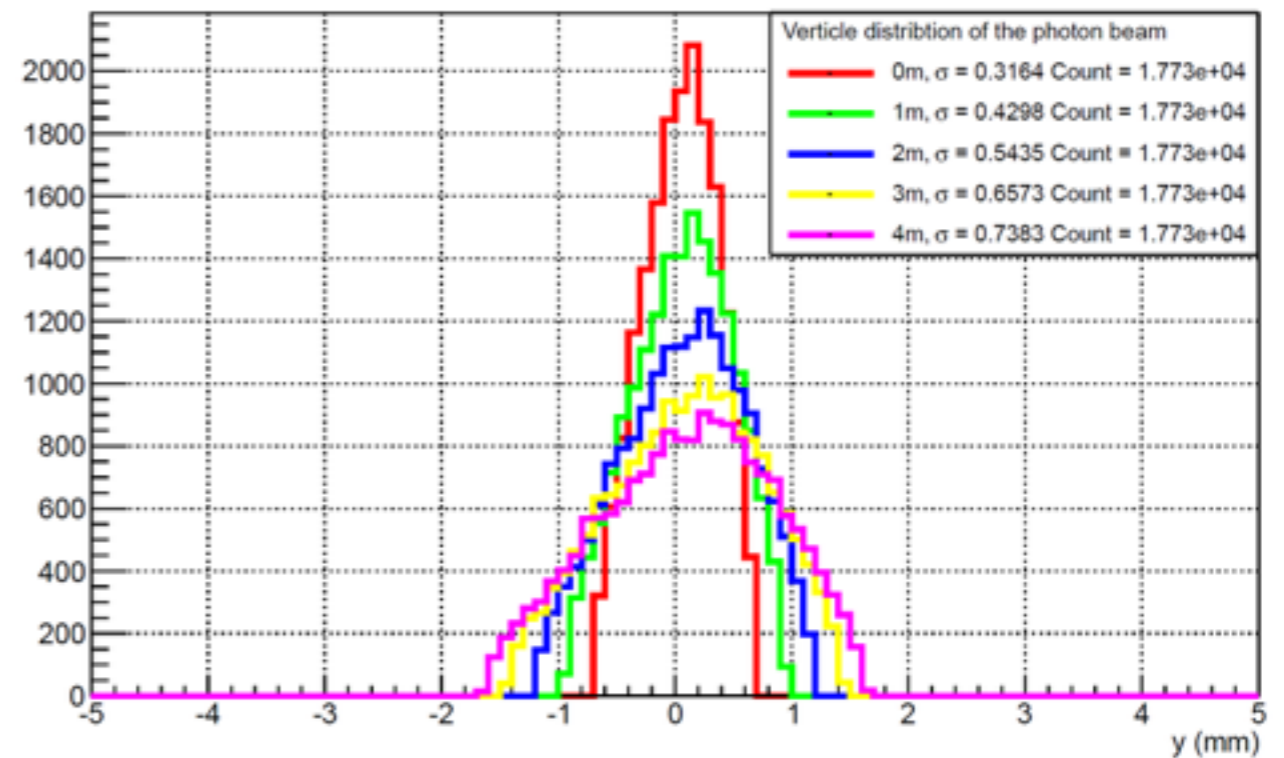 Verticle distribtion of the photon beam
0m, σ = 0.3164 Count = 1.773e+04
1m, σ = 0.4298 Count = 1.773e+04
2m, σ = 0.5435 Count = 1.773e+04
3m, σ = 0.6573 Count = 1.773e+04
4m, σ = 0.7383 Count = 1.773e+04
2000
1800
1600
1400
1200
1000
800
600
400
200
0
-5 -4 -3 -2 -1 0 1 2 3 4 5
y (mm)